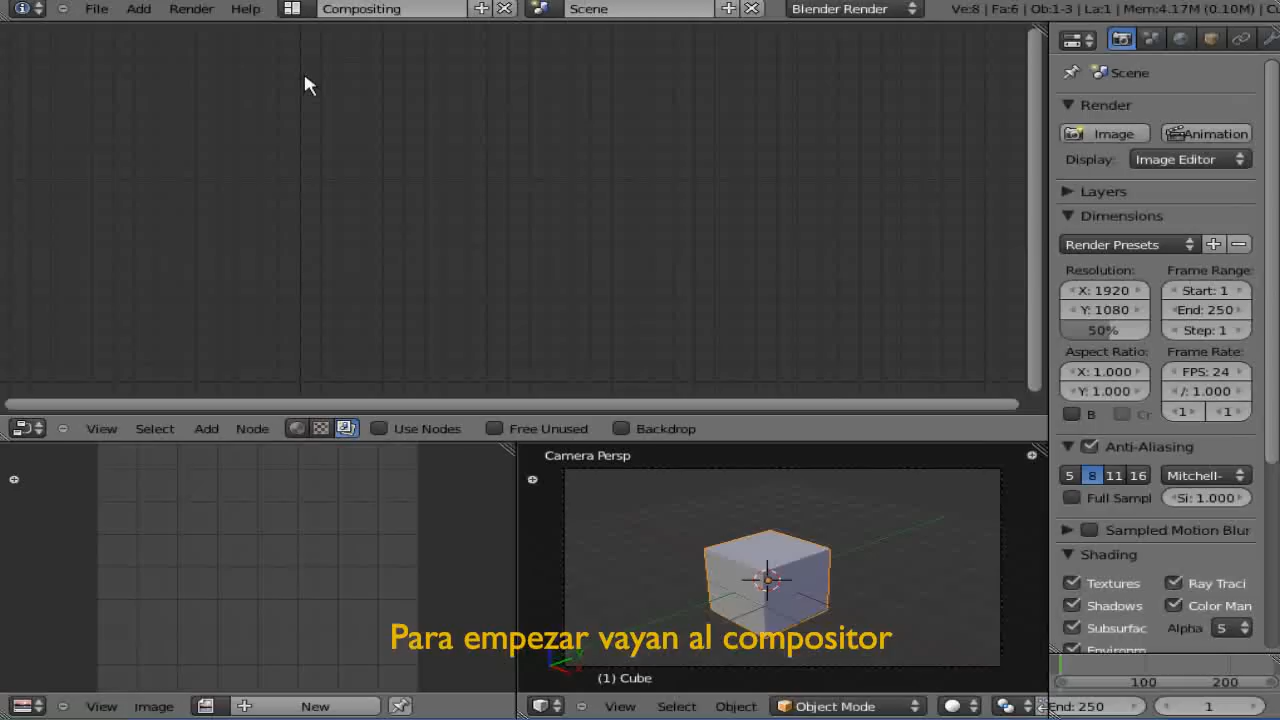 File Add Render Help Compositing Scene Blender Render Ve:8 | Fa:6 | Ob:1-3 | La:1 | Mem:4.17M (0.10M) | Cu
Scene
Render
Image Animation
Display: Image Editor
Layers
Dimensions
Render Presets
Resolution: Frame Range:
X: 1920 Start: 1
Y: 1080 End: 250
50% Step: 1
Aspect Ratio: Frame Rate:
X: 1.000 FPS: 24
Y: 1.000 /: 1.000
B Cr 1 1
Anti-Aliasing
5 8 11 16 Mitchell-
Full Sampl Si: 1.000
Sampled Motion Blur
Shading
Textures Ray Traci
Shadows Color Man
Subsurfac Alpha S
Environm
View Select Add Node Use Nodes Free Unused Backdrop
Camera Persp
Para empezar vayan al compositor
(1) Cube
View Image New
View Select Object Object Mode
100 200
End: 250 1